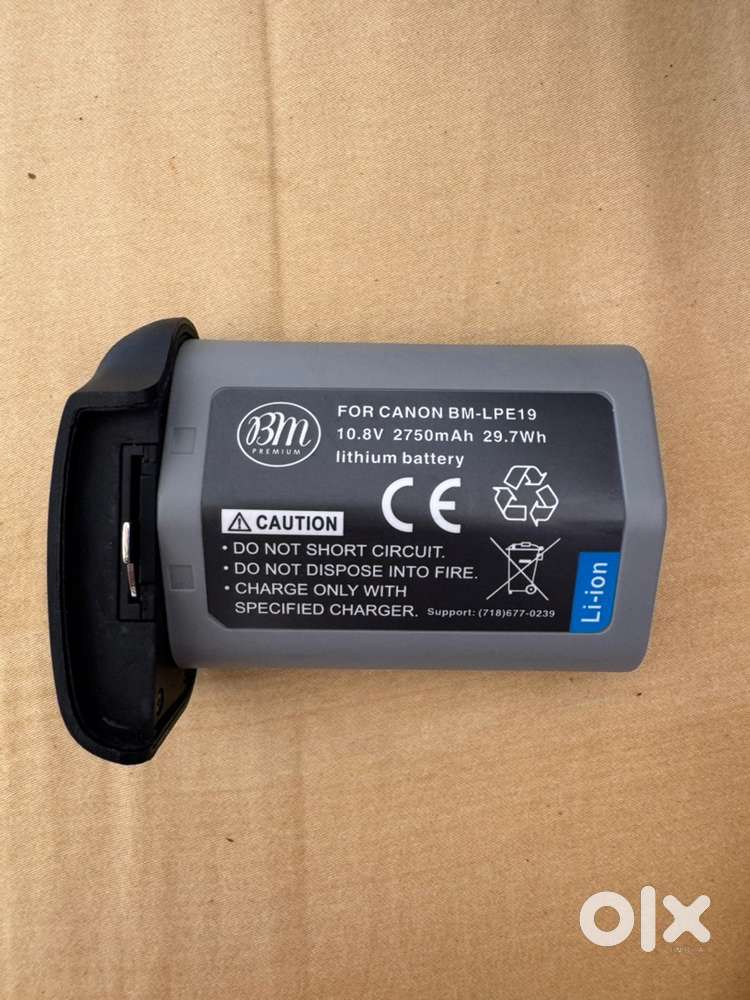 BM
PREMIUM
FOR CANON BM-LPE19
10.8V 2750mAh 29.7Wh
lithium battery
CE
CAUTION
• DO NOT SHORT CIRCUIT.
• DO NOT DISPOSE INTO FIRE.
• CHARGE ONLY WITH
SPECIFIED CHARGER. Support: (718)677-0239
Li-ion
olx